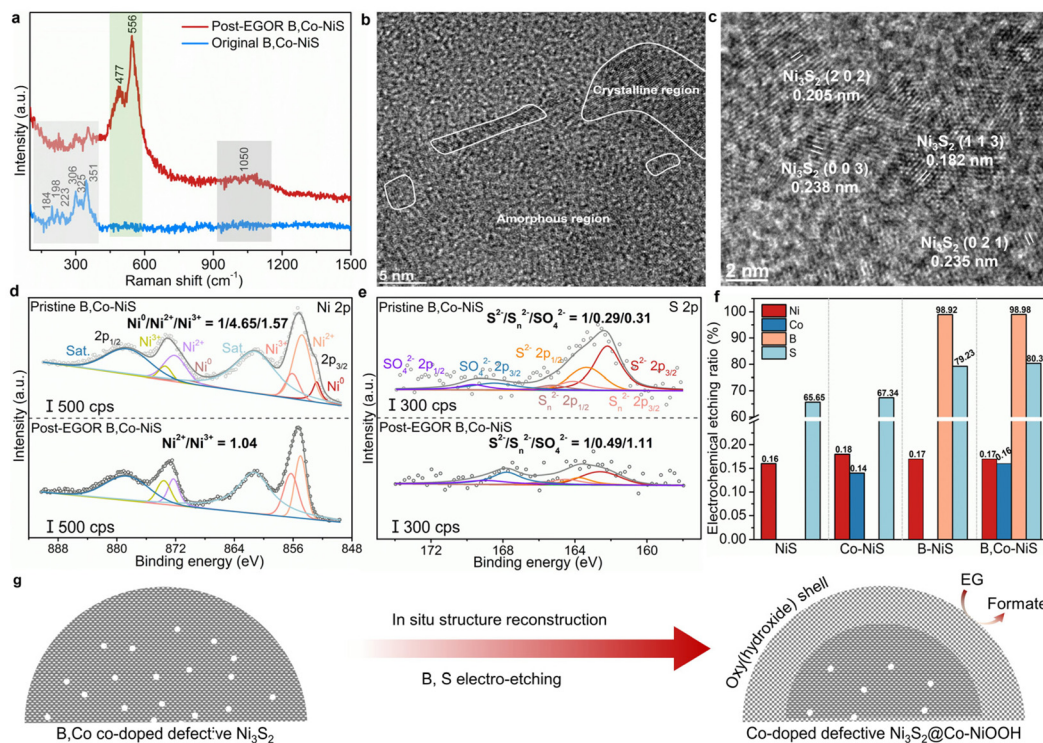 a
Post-EGOR B,Co-NiS
Original B,Co-NiS
477
556
1050
184
198
223
306
325
351
Intensity (a.u.)
300 600 900 1200 1500
Raman shift (cm-1)
b
Crystalline region
Amorphous region
5 nm
c
Ni3S2 (2 0 2)
0.205 nm
Ni3S2 (1 1 3)
0.182 nm
Ni3S2 (0 0 3)
0.238 nm
Ni3S2 (0 2 1)
0.235 nm
2 nm
d
Pristine B,Co-NiS
Ni 2p
Ni0/Ni2+/Ni3+ = 1/4.65/1.57
Sat.
2p1/2
Ni3+
Ni2+
Ni0
Sat.
Ni3+
Ni2+
2p3/2
Ni0
I 500 cps
Post-EGOR B,Co-NiS
Ni2+/Ni3+ = 1.04
I 500 cps
Intensity (a.u.)
888 880 872 864 856 848
Binding energy (eV)
e
Pristine B,Co-NiS
S 2p
S2-/Sn2-/SO42- = 1/0.29/0.31
SO42- 2p1/2
SO42- 2p3/2
S2- 2p1/2
S2- 2p3/2
Sn2- 2p1/2
Sn2- 2p3/2
I 300 cps
Post-EGOR B,Co-NiS
S2-/Sn2-/SO42- = 1/0.49/1.11
I 300 cps
Intensity (a.u.)
172 168 164 160
Binding energy (eV)
f
Ni
Co
B
S
Electrochemical etching ratio (%)
100
90
80
70
60
0.20
0.15
0.10
0.05
0.00
0.16
65.65
0.18
0.14
67.34
0.17
98.92
79.23
0.17
0.16
98.98
80.3
NiS Co-NiS B-NiS B,Co-NiS
g
B,Co co-doped defective Ni3S2
In situ structure reconstruction
B, S electro-etching
Oxy(hydroxide) shell
EG
Formate
Co-doped defective Ni3S2@Co-NiOOH